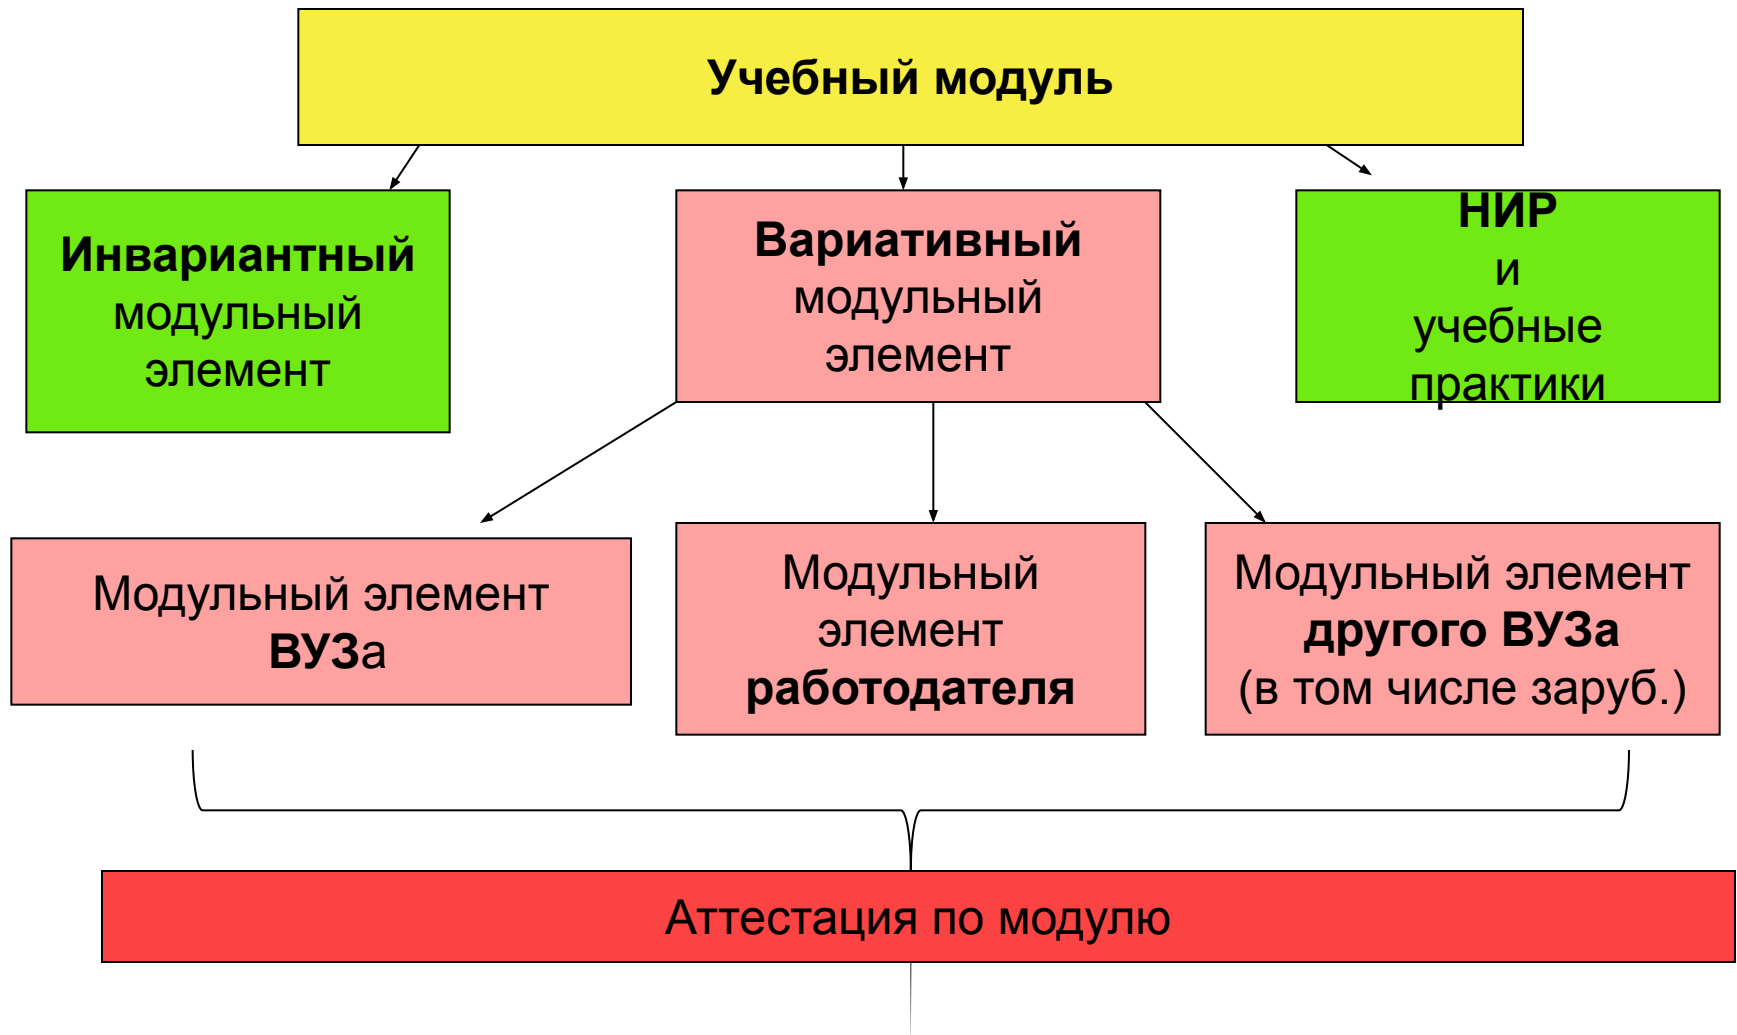 Учебный модуль
Инвариантный
модульный
элемент
Вариативный
модульный
элемент
НИР
и
учебные
практики
Модульный элемент
ВУЗа
Модульный
элемент
работодателя
Модульный элемент
другого ВУЗа
(в том числе заруб.)
Аттестация по модулю